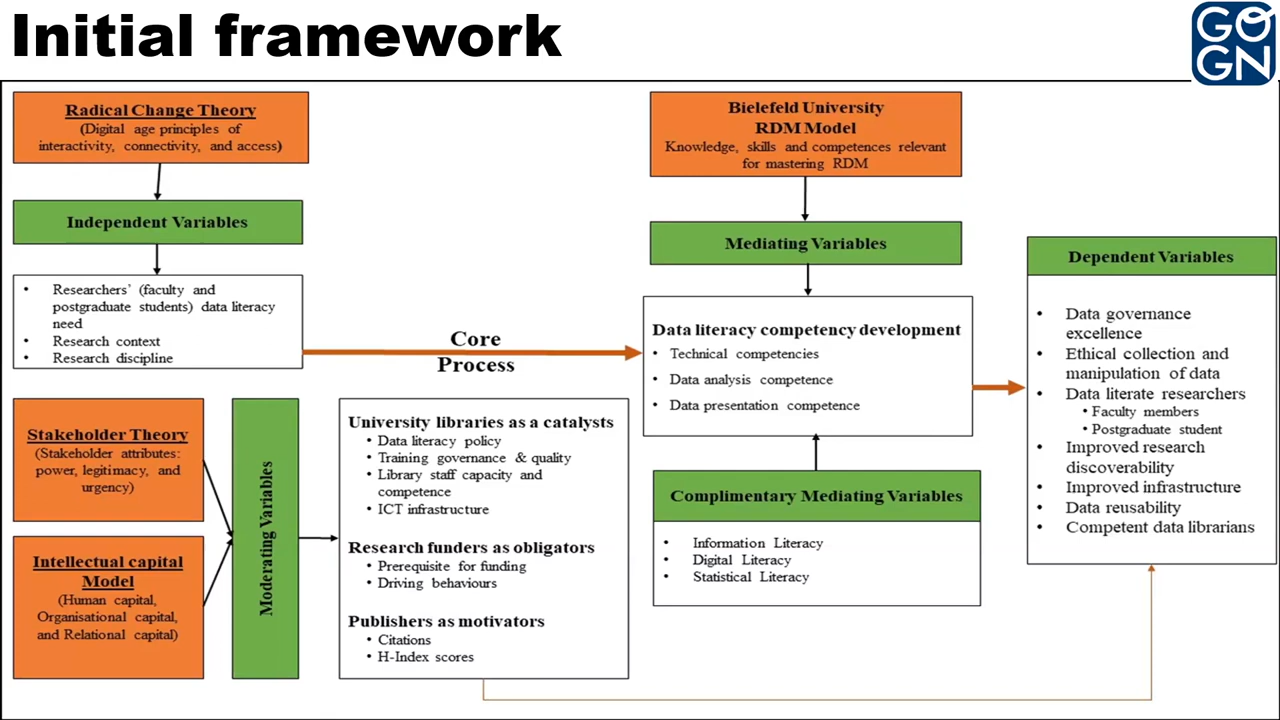 Initial framework
GO
GN
Radical Change Theory
(Digital age principles of
interactivity, connectivity, and access)
Independent Variables
• Researchers' (faculty and
postgraduate students) data literacy
need
• Research context
• Research discipline
Core
Process
Bielefeld University
RDM Model
Knowledge, skills and competences relevant
for mastering RDM
Mediating Variables
Data literacy competency development
• Technical competencies
• Data analysis competence
• Data presentation competence
Complimentary Mediating Variables
• Information Literacy
• Digital Literacy
• Statistical Literacy
Dependent Variables
• Data governance
excellence
• Ethical collection and
manipulation of data
• Data literate researchers
• Faculty members
• Postgraduate student
• Improved research
discoverability
• Improved infrastructure
• Data reusability
• Competent data librarians
Stakeholder Theory
(Stakeholder attributes:
power, legitimacy, and
urgency)
Intellectual capital
Model
(Human capital,
Organisational capital,
and Relational capital)
Moderating Variables
University libraries as a catalysts
• Data literacy policy
• Training governance & quality
• Library staff capacity and
competence
• ICT infrastructure
Research funders as obligators
• Prerequisite for funding
• Driving behaviours
Publishers as motivators
• Citations
• H-Index scores